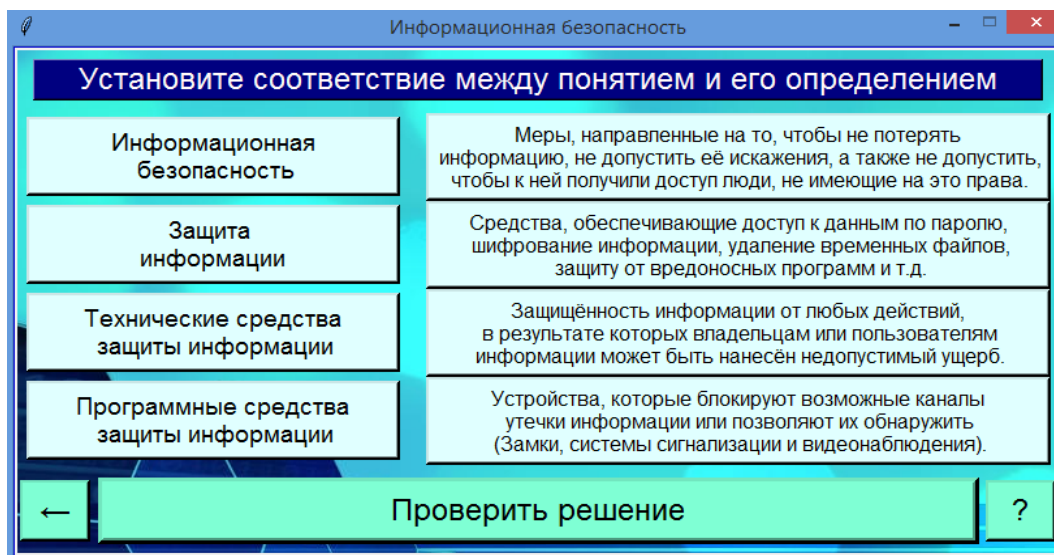 Информационная безопасность
Установите соответствие между понятием и его определением
Информационная
безопасность
Меры, направленные на то, чтобы не потерять
информацию, не допустить её искажения, а также не допустить,
чтобы к ней получили доступ люди, не имеющие на это права.
Защита
информации
Средства, обеспечивающие доступ к данным по паролю,
шифрование информации, удаление временных файлов,
защиту от вредоносных программ и т.д.
Технические средства
защиты информации
Защищённость информации от любых действий,
в результате которых владельцам или пользователям
информации может быть нанесён недопустимый ущерб.
Программные средства
защиты информации
Устройства, которые блокируют возможные каналы
утечки информации или позволяют их обнаружить
(Замки, системы сигнализации и видеонаблюдения).
← Проверить решение ?